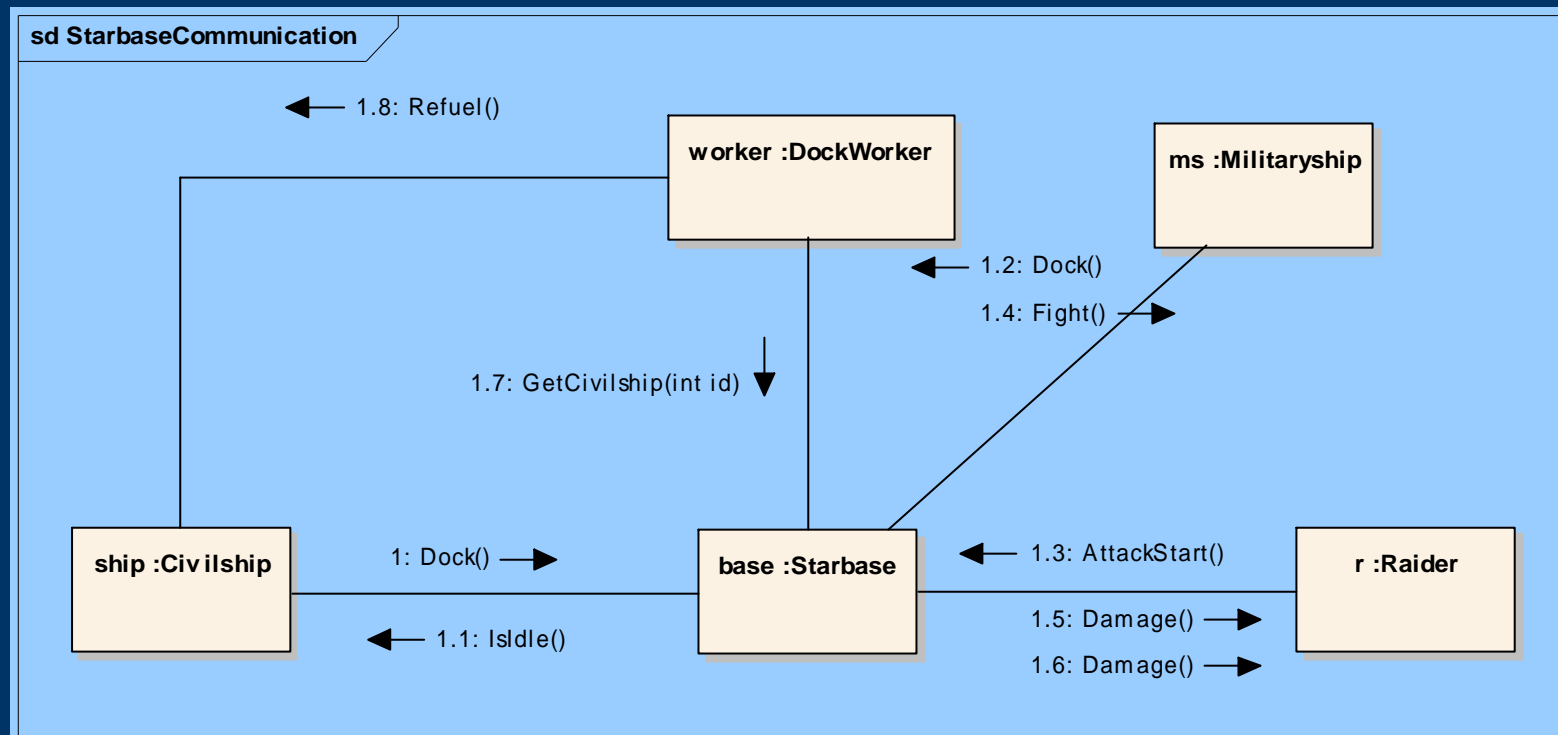 sd StarbaseCommunication
1.8: Refuel()
worker :DockWorker
ms :Militaryship
1.2: Dock()
1.4: Fight()
1.7: GetCivilship(int id)
ship :Civilship
1: Dock()
base :Starbase
1.3: AttackStart()
r :Raider
1.1: IsIdle()
1.5: Damage()
1.6: Damage()